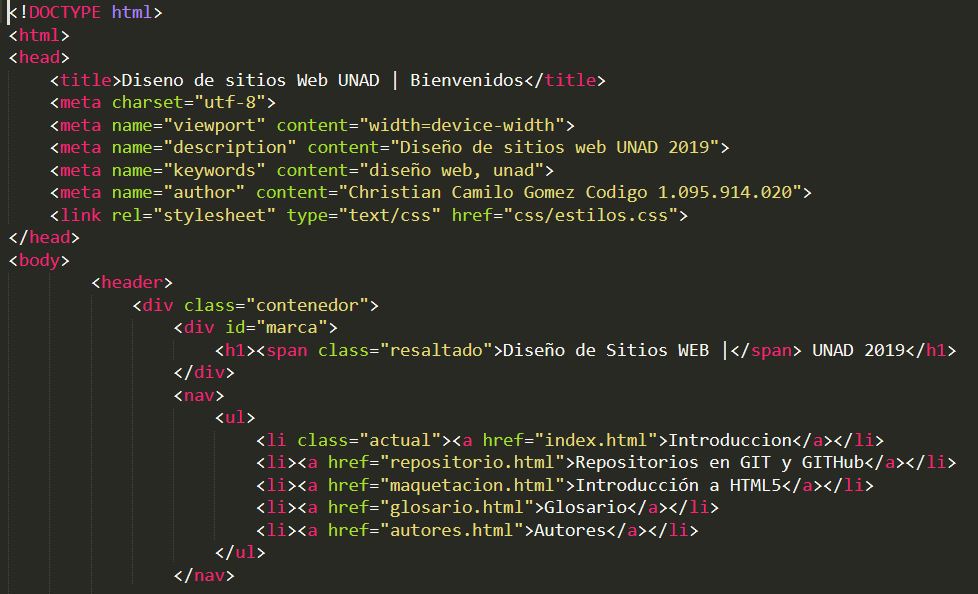 <!DOCTYPE html>
<html>
<head>
    <title>Diseno de sitios Web UNAD | Bienvenidos</title>
    <meta charset="utf-8">
    <meta name="viewport" content="width=device-width">
    <meta name="description" content="Diseño de sitios web UNAD 2019">
    <meta name="keywords" content="diseño web, unad">
    <meta name="author" content="Christian Camilo Gomez Codigo 1.095.914.020">
    <link rel="stylesheet" type="text/css" href="css/estilos.css">
</head>
<body>
        <header>
            <div class="contenedor">
                <div id="marca">
                    <h1><span class="resaltado">Diseño de Sitios WEB |</span> UNAD 2019</h1>
                </div>
                <nav>
                    <ul>
                        <li class="actual"><a href="index.html">Introduccion</a></li>
                        <li><a href="repositorio.html">Repositorios en GIT y GITHub</a></li>
                        <li><a href="maquetacion.html">Introducción a HTML5</a></li>
                        <li><a href="glosario.html">Glosario</a></li>
                        <li><a href="autores.html">Autores</a></li>
                    </ul>
                </nav>